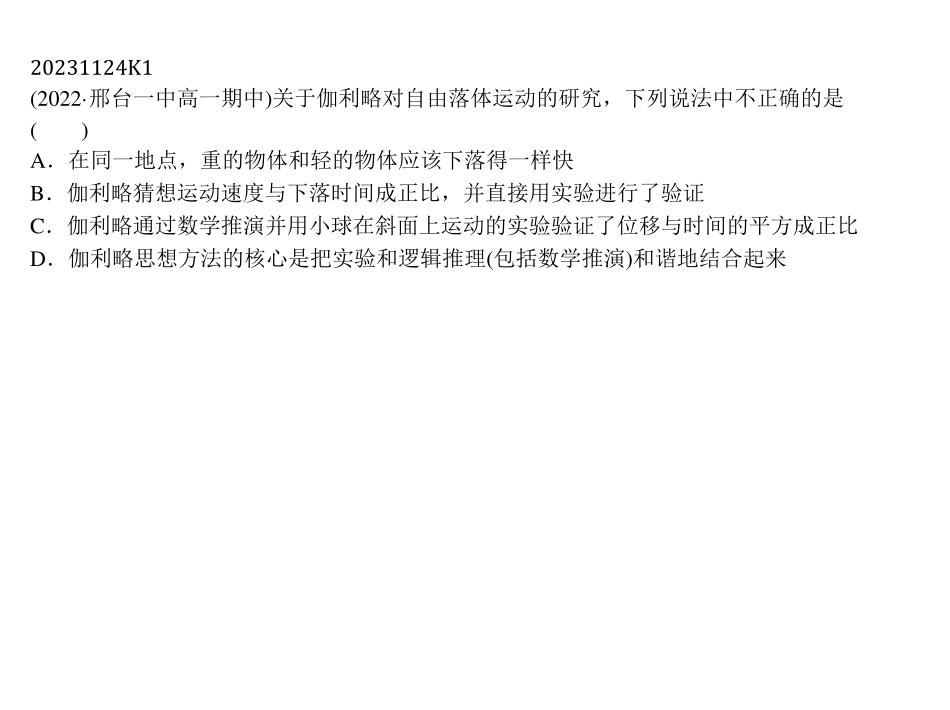 20231124K1
(2022·邢台一中高一期中)关于伽利略对自由落体运动的研究，下列说法中不正确的是
(　　)
A．在同一地点，重的物体和轻的物体应该下落得一样快
B．伽利略猜想运动速度与下落时间成正比，并直接用实验进行了验证
C．伽利略通过数学推演并用小球在斜面上运动的实验验证了位移与时间的平方成正比
D．伽利略思想方法的核心是把实验和逻辑推理(包括数学推演)和谐地结合起来